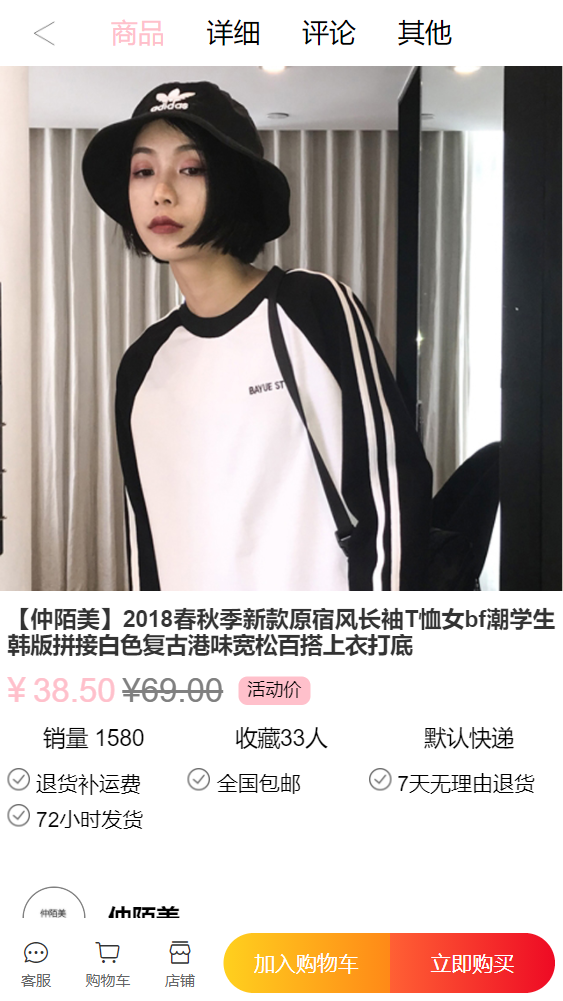 商品 详细 评论 其他
adidas
BAYUE ST
【仲陌美】2018春秋季新款原宿风长袖T恤女bf潮学生
韩版拼接白色复古港味宽松百搭上衣打底
¥ 38.50 ¥69.00 活动价
销量 1580 收藏33人 默认快递
退货补运费 全国包邮 7天无理由退货
72小时发货
仲陌美 仲陌美
客服 购物车 店铺 加入购物车 立即购买